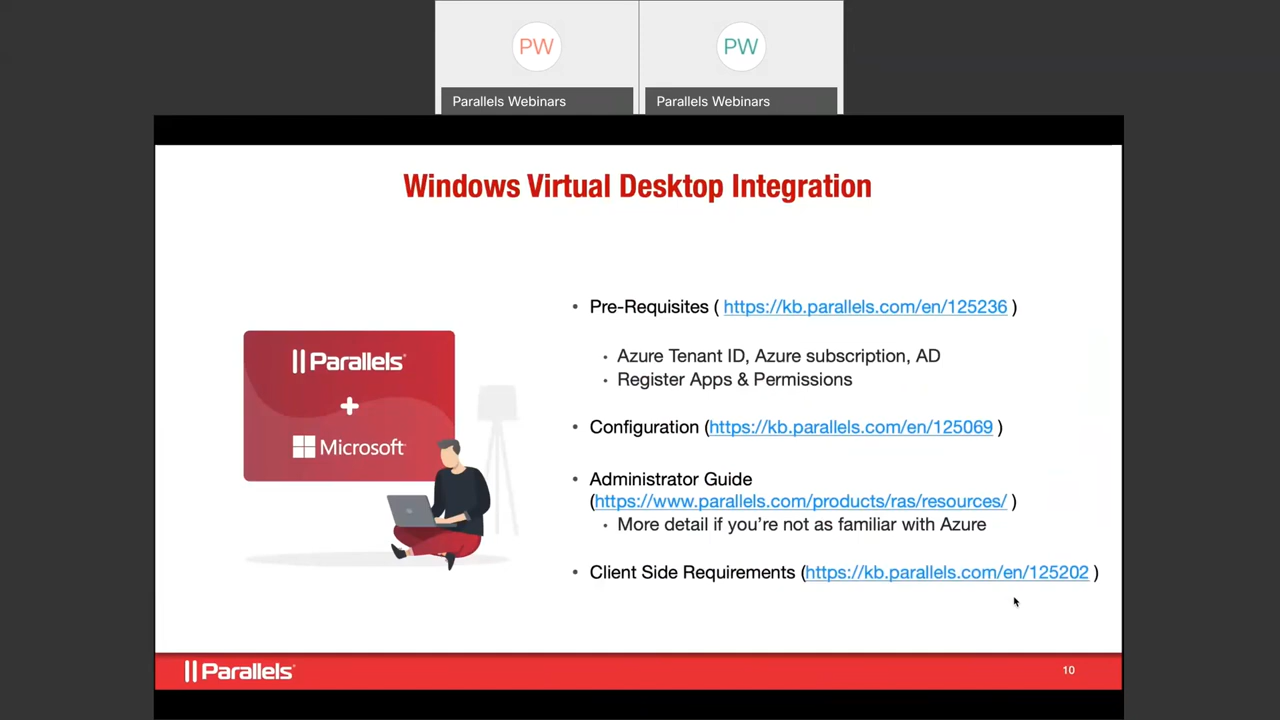 PW
PW
Parallels Webinars
Parallels Webinars
Windows Virtual Desktop Integration
• Pre-Requisites ( https://kb.parallels.com/en/125236 )
• Azure Tenant ID, Azure subscription, AD
• Register Apps & Permissions
• Configuration (https://kb.parallels.com/en/125069 )
• Administrator Guide
(https://www.parallels.com/products/ras/resources/ )
• More detail if you're not as familiar with Azure
• Client Side Requirements (https://kb.parallels.com/en/125202 )
Parallels
+
Microsoft
Parallels
10